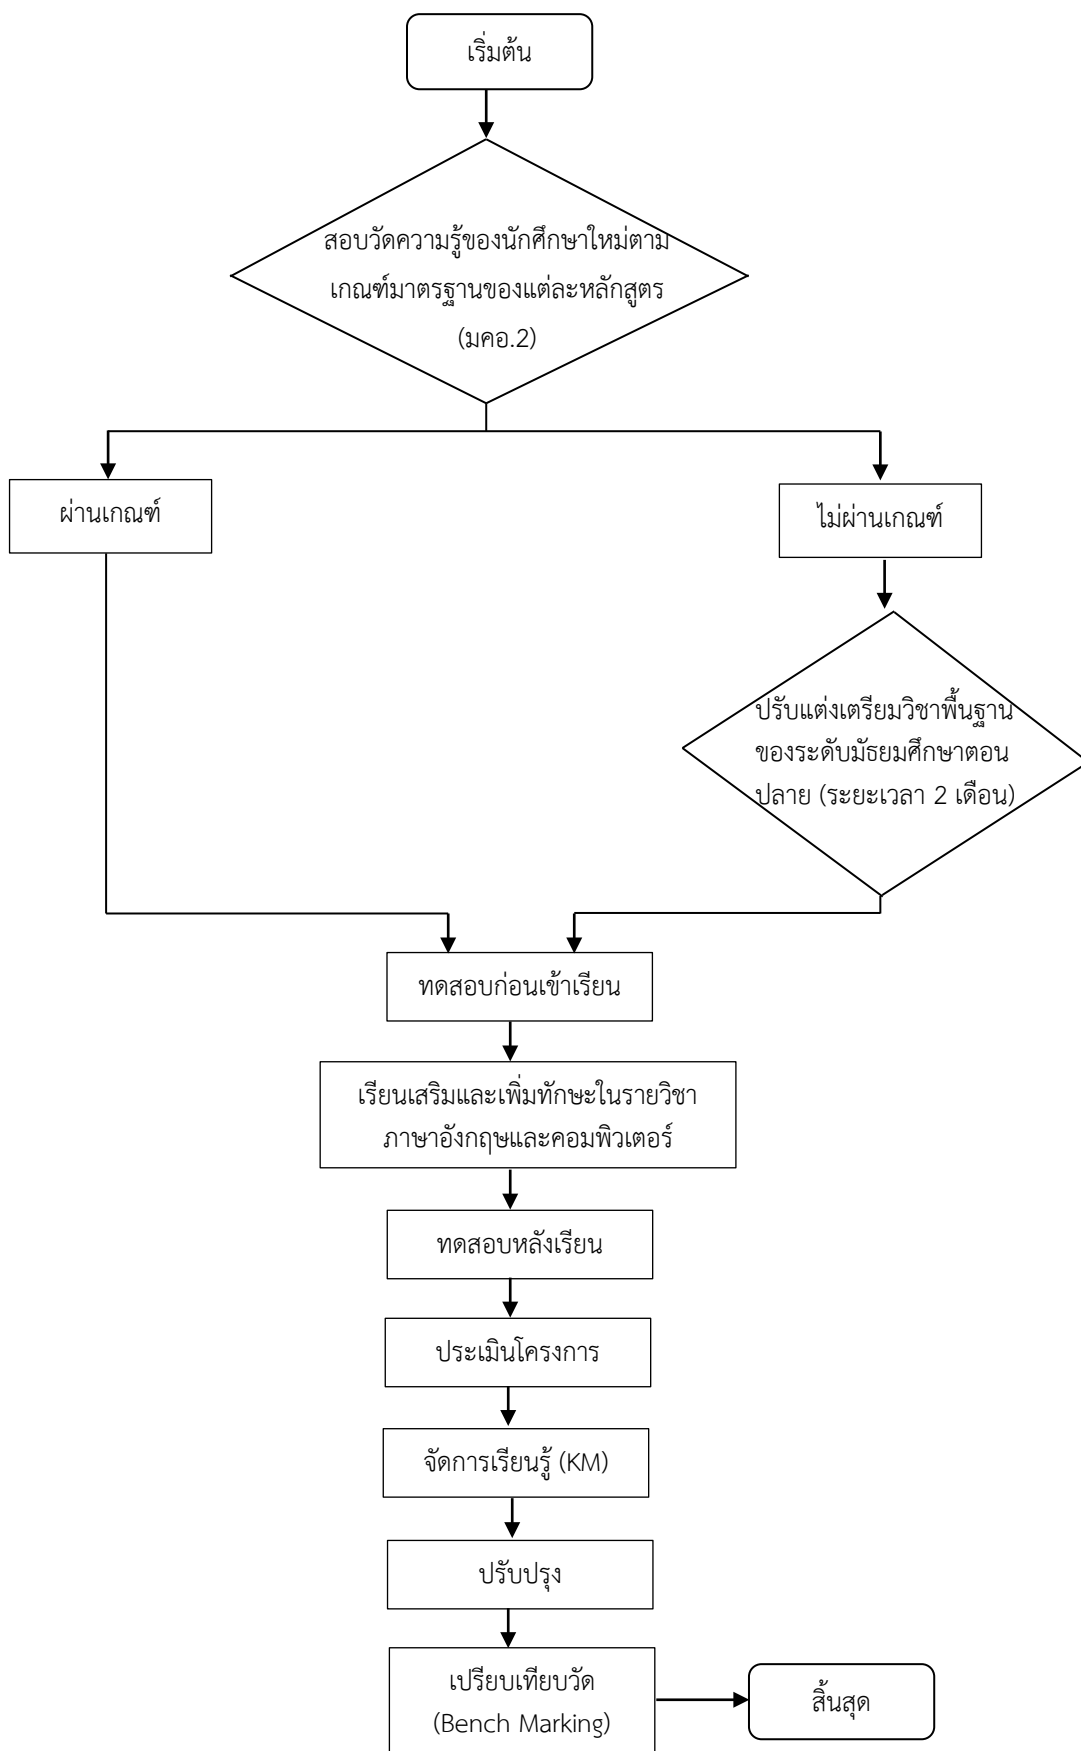 เริ่มต้น
สอบวัดความรู้ของนักศึกษาใหม่ตาม
เกณฑ์มาตรฐานของแต่ละหลักสูตร
(มคอ.2)
ผ่านเกณฑ์
ไม่ผ่านเกณฑ์
ปรับแต่งเตรียมวิชาพื้นฐาน
ของระดับมัธยมศึกษาตอน
ปลาย (ระยะเวลา 2 เดือน)
ทดสอบก่อนเข้าเรียน
เรียนเสริมและเพิ่มทักษะในรายวิชา
ภาษาอังกฤษและคอมพิวเตอร์
ทดสอบหลังเรียน
ประเมินโครงการ
จัดการเรียนรู้ (KM)
ปรับปรุง
เปรียบเทียบวัด
(Bench Marking)
สิ้นสุด